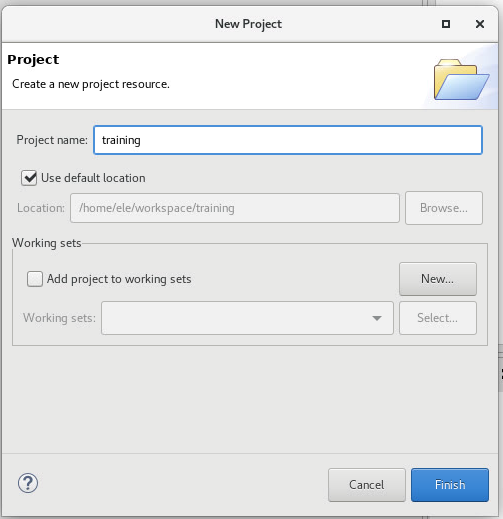 New Project
Project
Create a new project resource.
Project name: training
Use default location
Location: /home/ele/workspace/training Browse...
Working sets
Add project to working sets New...
Working sets: Select...
? Cancel Finish